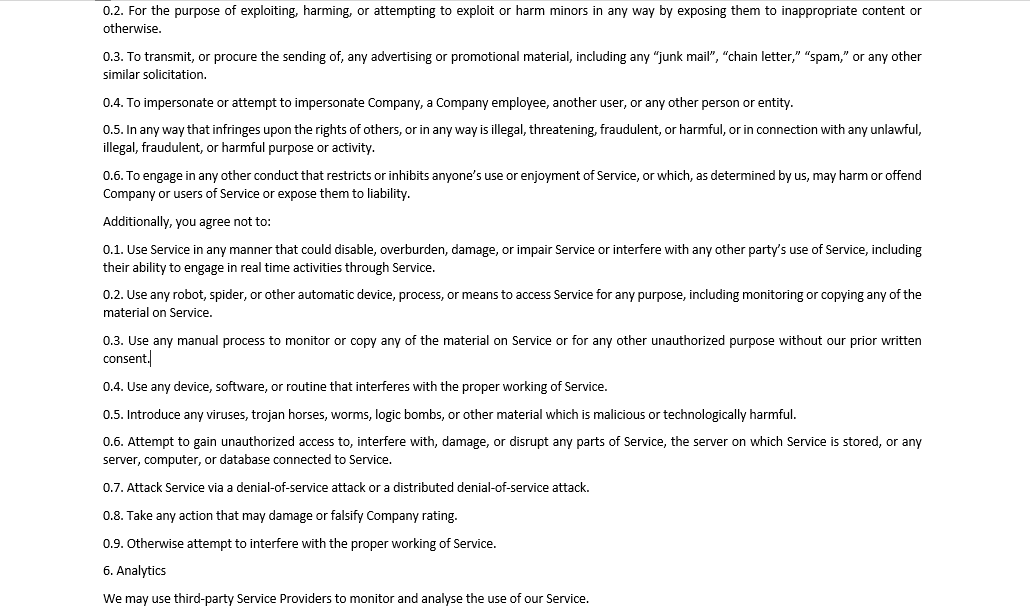 0.2. For the purpose of exploiting, harming, or attempting to exploit or harm minors in any way by exposing them to inappropriate content or
otherwise.
0.3. To transmit, or procure the sending of, any advertising or promotional material, including any “junk mail”, “chain letter,” “spam,” or any other
similar solicitation.
0.4. To impersonate or attempt to impersonate Company, a Company employee, another user, or any other person or entity.
0.5. In any way that infringes upon the rights of others, or in any way is illegal, threatening, fraudulent, or harmful, or in connection with any unlawful,
illegal, fraudulent, or harmful purpose or activity.
0.6. To engage in any other conduct that restricts or inhibits anyone’s use or enjoyment of Service, or which, as determined by us, may harm or offend
Company or users of Service or expose them to liability.
Additionally, you agree not to:
0.1. Use Service in any manner that could disable, overburden, damage, or impair Service or interfere with any other party’s use of Service, including
their ability to engage in real time activities through Service.
0.2. Use any robot, spider, or other automatic device, process, or means to access Service for any purpose, including monitoring or copying any of the
material on Service.
0.3. Use any manual process to monitor or copy any of the material on Service or for any other unauthorized purpose without our prior written
consent.
0.4. Use any device, software, or routine that interferes with the proper working of Service.
0.5. Introduce any viruses, trojan horses, worms, logic bombs, or other material which is malicious or technologically harmful.
0.6. Attempt to gain unauthorized access to, interfere with, damage, or disrupt any parts of Service, the server on which Service is stored, or any
server, computer, or database connected to Service.
0.7. Attack Service via a denial-of-service attack or a distributed denial-of-service attack.
0.8. Take any action that may damage or falsify Company rating.
0.9. Otherwise attempt to interfere with the proper working of Service.
6. Analytics
We may use third-party Service Providers to monitor and analyse the use of our Service.